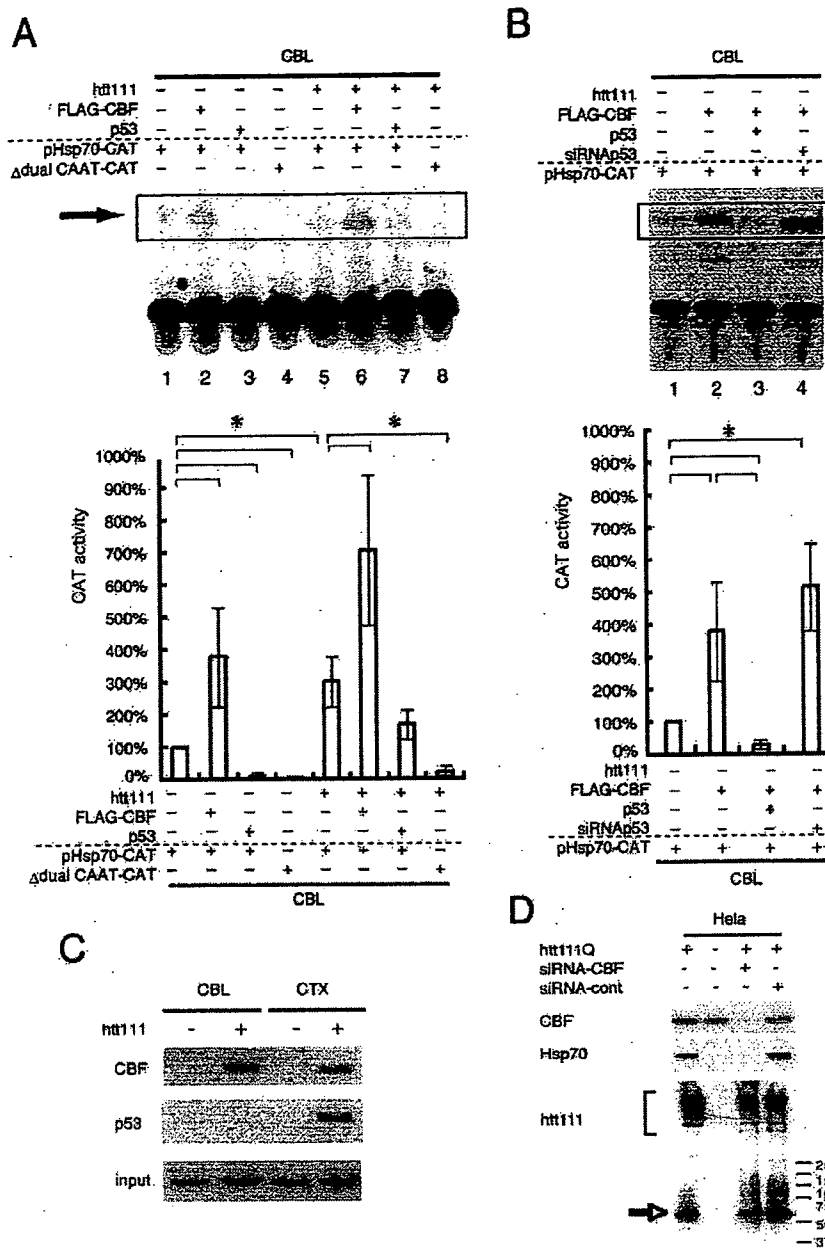 A
CBL
htt111 - - - - + + + +
FLAG-CBF - + - - - + - -
p53 - - + - - - + -
pHsp70-CAT + + + - + + + -
Δdual CAAT-CAT - - - + - - - +
1 2 3 4 5 6 7 8
* *
1000%
900%
800%
700%
600%
500%
400%
300%
200%
100%
0%
CAT activity
htt111 - - - - + + + +
FLAG-CBF - + - - - + - -
p53 - - + - - - + -
pHsp70-CAT + + + - + + + -
Δdual CAAT-CAT - - - + - - - +
CBL
B
CBL
htt111 - - - -
FLAG-CBF - + + +
p53 - - + -
siRNAp53 - - - +
pHsp70-CAT + + + +
1 2 3 4
*
1000%
900%
800%
700%
600%
500%
400%
300%
200%
100%
0%
CAT activity
htt111 - - - -
FLAG-CBF - + + +
p53 - - + -
siRNAp53 - - - +
pHsp70-CAT + + + +
CBL
C
CBL CTX
htt111 - + - +
CBF
p53
input
D
Hela
htt111Q + - + +
siRNA-CBF - - + -
siRNA-cont - - - +
CBF
Hsp70
htt111